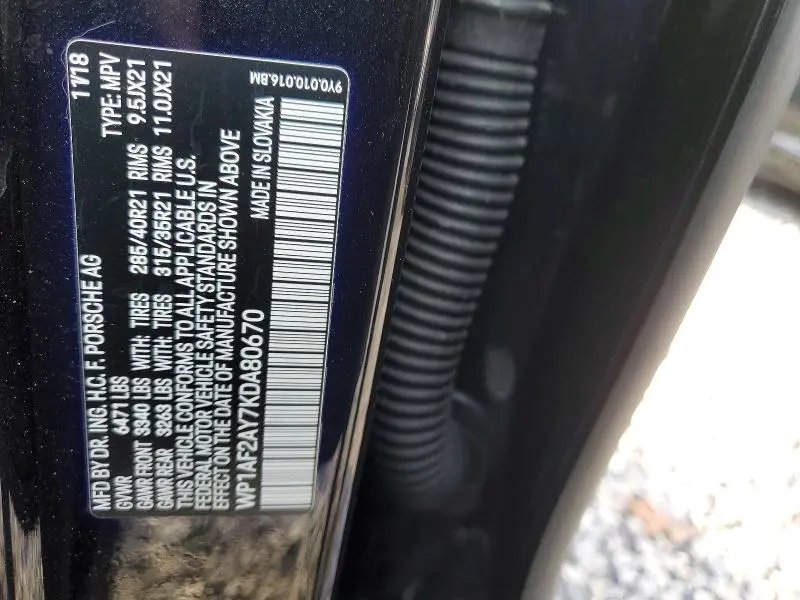 MFD BY DR. ING. H.C. F. PORSCHE AG 11/18
GVWR 6471 LBS TYPE: MPV
GAWR FRONT 3340 LBS WITH: TIRES 285/40R21 RIMS 9.5JX21
GAWR REAR 3263 LBS WITH: TIRES 315/35R21 RIMS 11.0JX21
THIS VEHICLE CONFORMS TO ALL APPLICABLE U.S.
FEDERAL MOTOR VEHICLE SAFETY STANDARDS IN
EFFECT ON THE DATE OF MANUFACTURE SHOWN ABOVE
WP1AF2AY7KDA80670 MADE IN SLOVAKIA
9Y0.010.016.BM